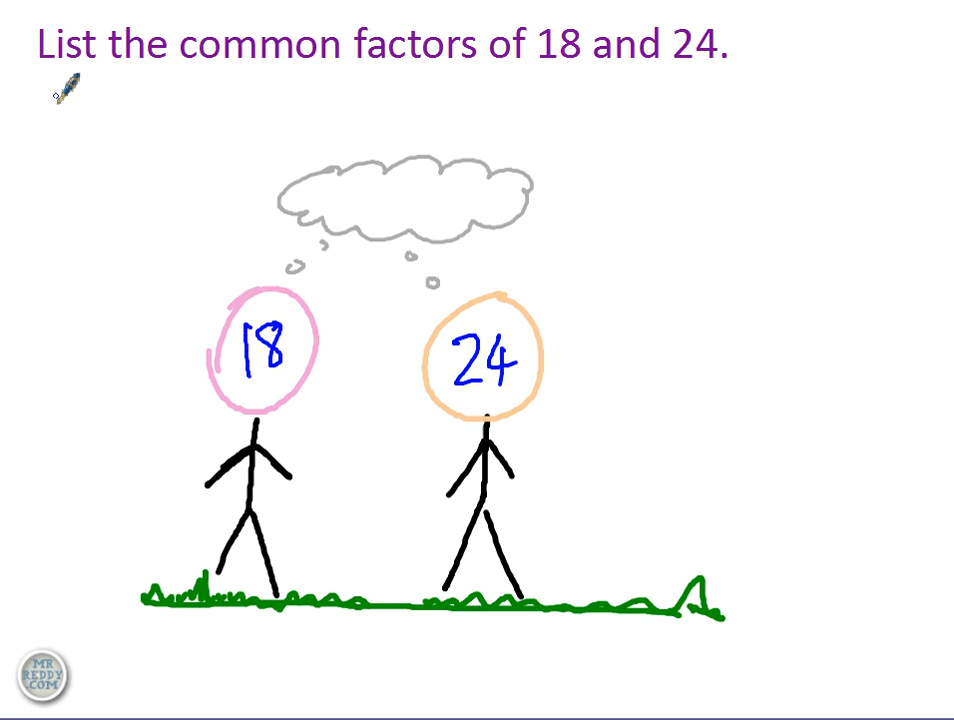 List the common factors of 18 and 24.
18
24
MR
REDDY
.COM